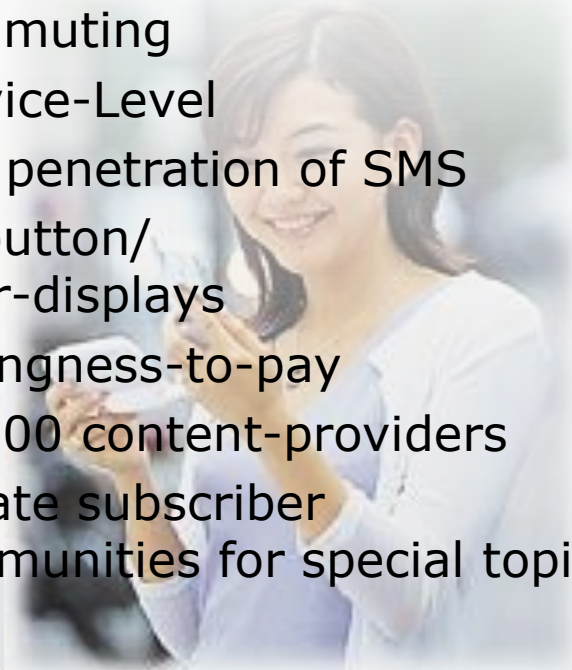 muting
vice-Level
penetration of SMS
button/
r-displays
ngness-to-pay
00 content-providers
ate subscriber
munities for special topi